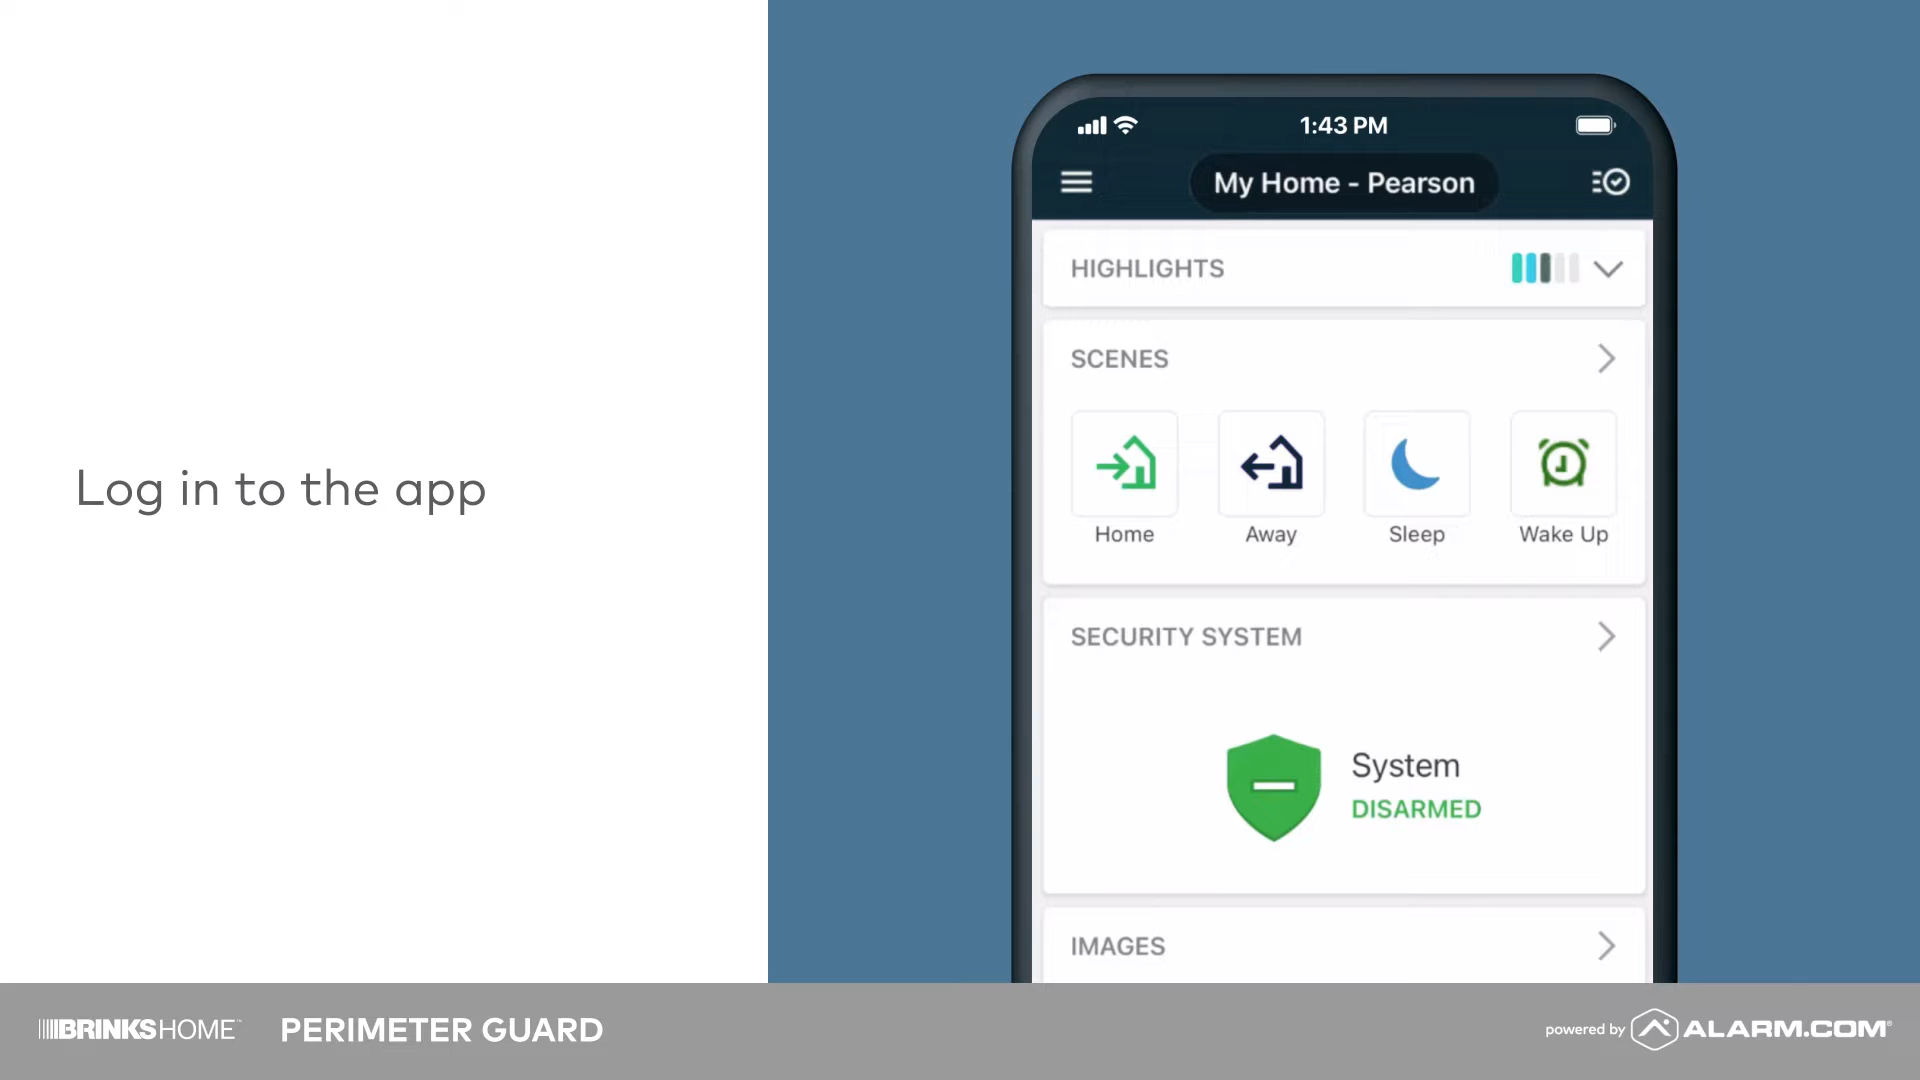 Log in to the app
1:43 PM
My Home - Pearson
HIGHLIGHTS
SCENES
Home
Away
Sleep
Wake Up
SECURITY SYSTEM
System
DISARMED
IMAGES
BRINKSHOME™
PERIMETER GUARD
powered by ALARM.COM®